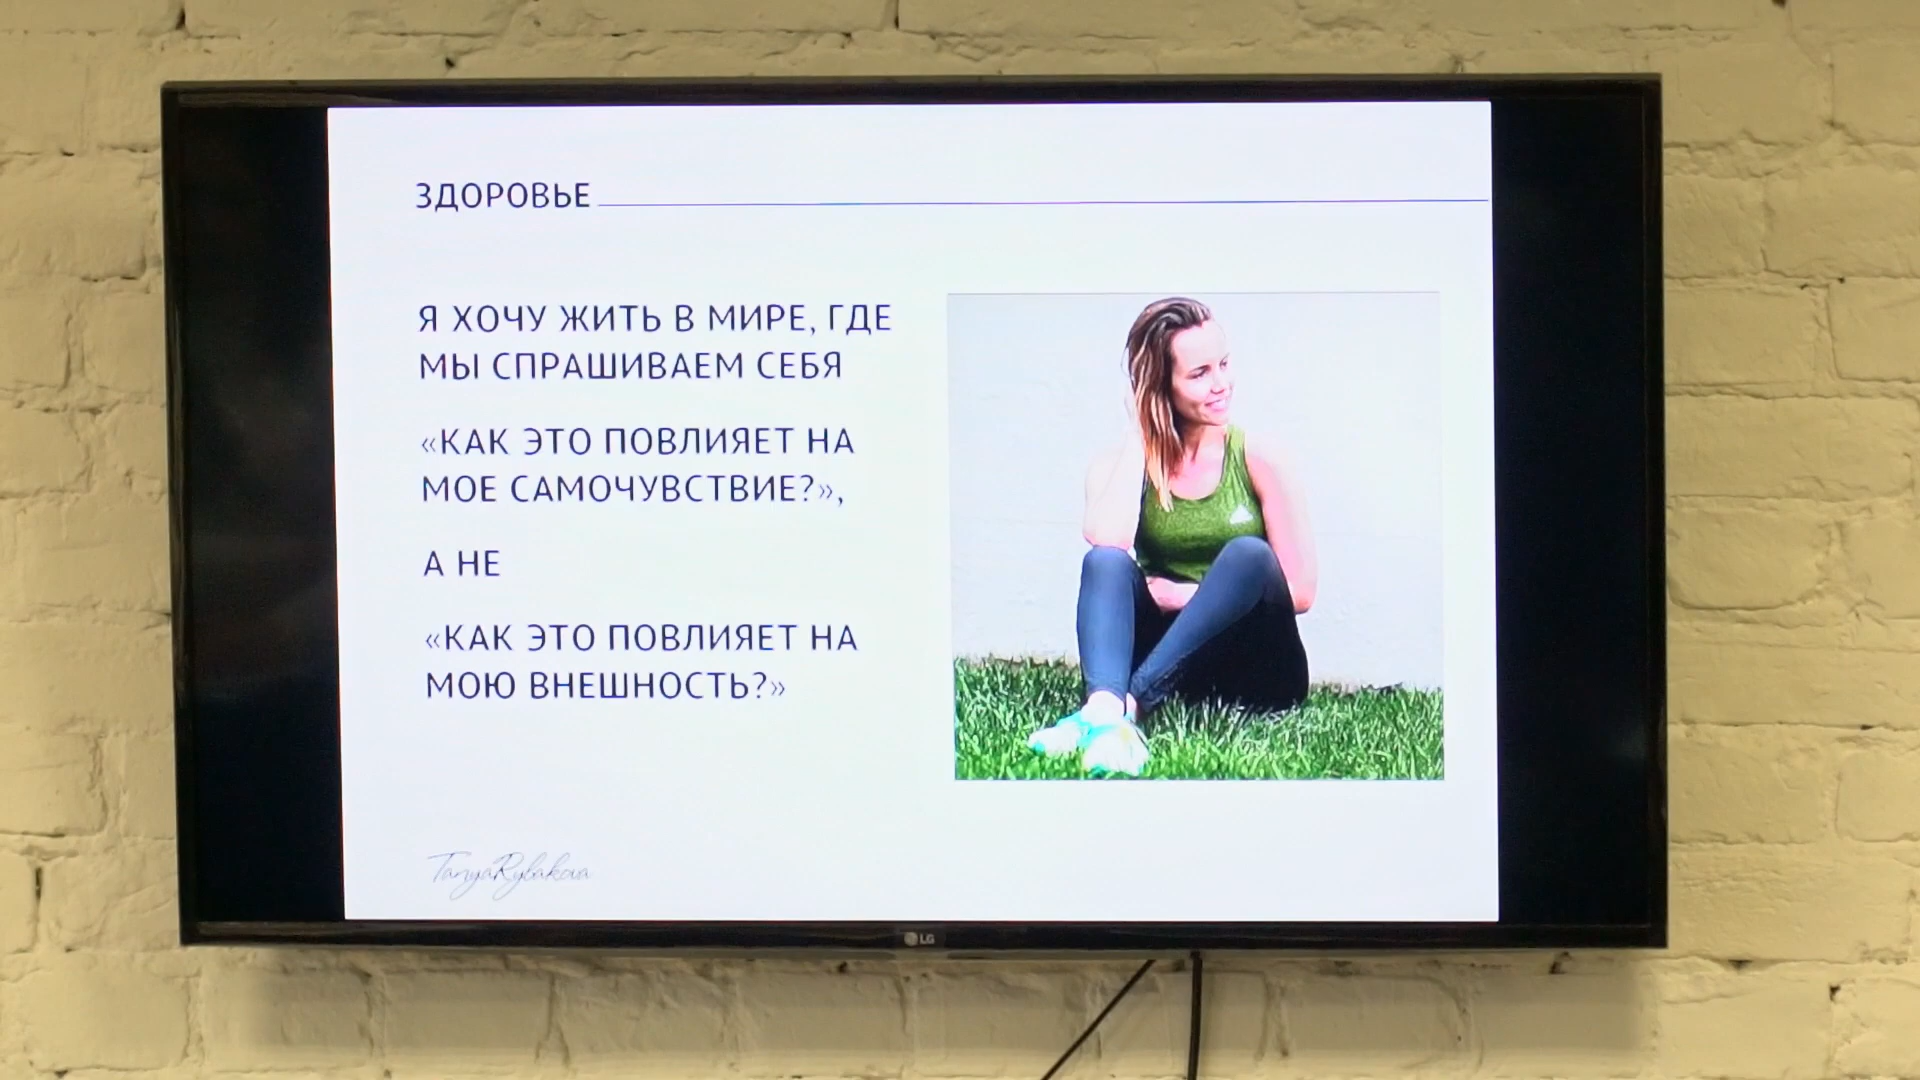 ЗДОРОВЬЕ
Я ХОЧУ ЖИТЬ В МИРЕ, ГДЕ
МЫ СПРАШИВАЕМ СЕБЯ
«КАК ЭТО ПОВЛИЯЕТ НА
МОЕ САМОЧУВСТВИЕ?»,
А НЕ
«КАК ЭТО ПОВЛИЯЕТ НА
МОЮ ВНЕШНОСТЬ?»
TanyaRybakova
LG